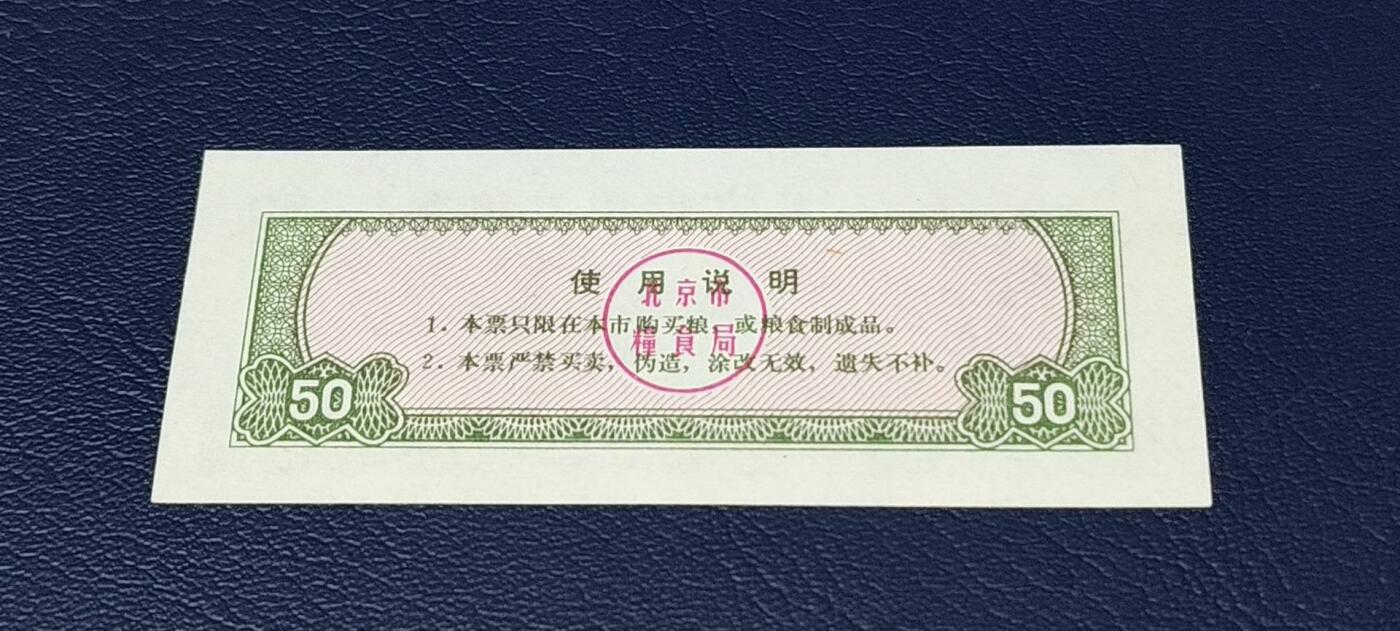 使用说明
北京市
糧食局
1. 本票只限在本市购买粮，或粮食制成品。
2. 本票严禁买卖，伪造，涂改无效，遗失不补。
50
50